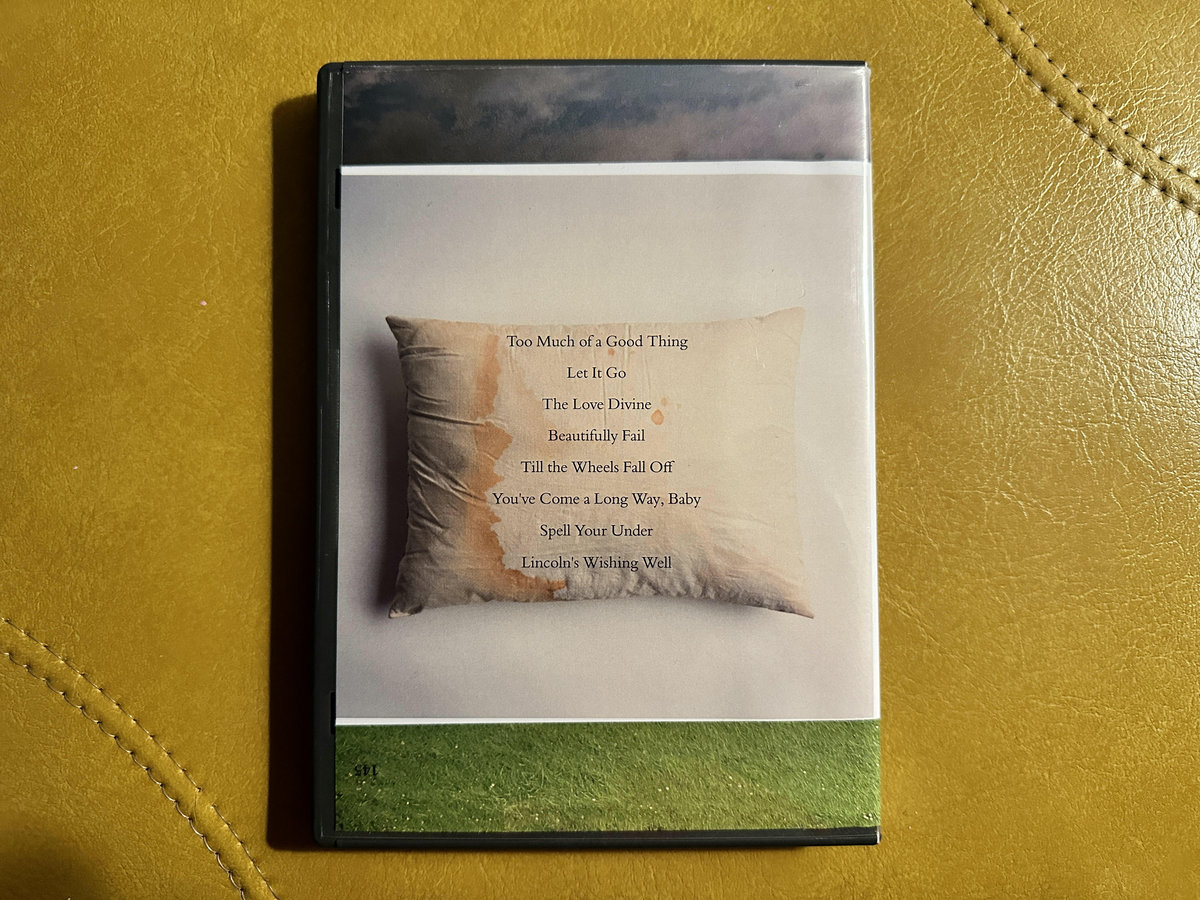 Too Much of a Good Thing
Let It Go
The Love Divine
Beautifully Fail
Till the Wheels Fall Off
You've Come a Long Way, Baby
Spell Your Under
Lincoln's Wishing Well
145